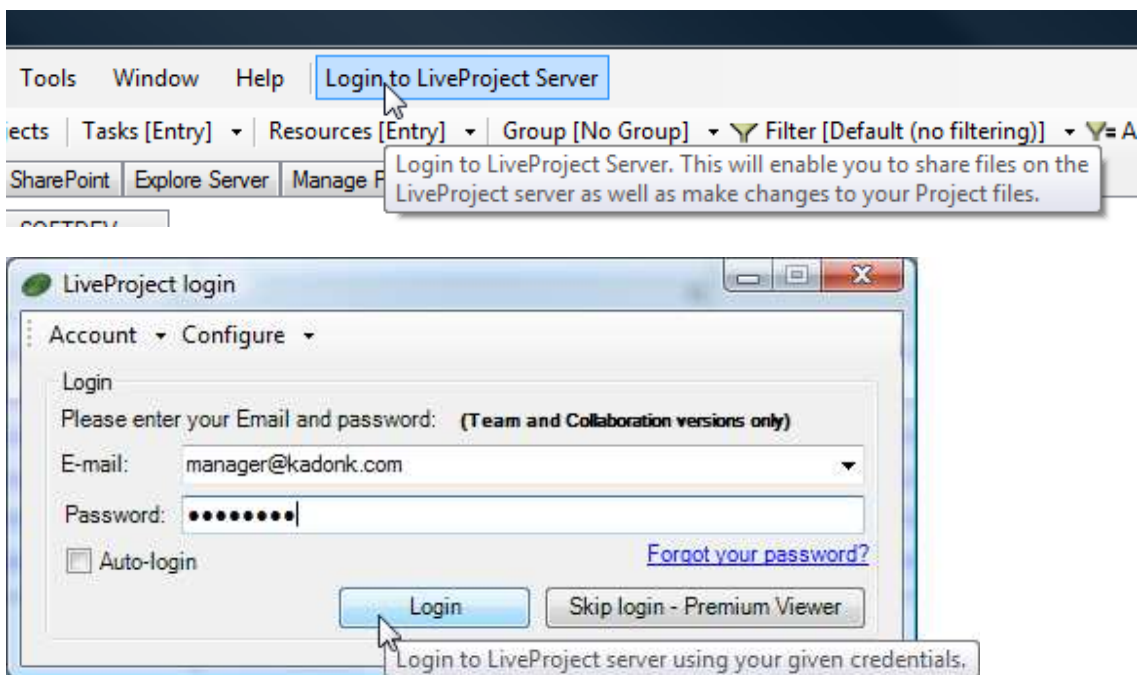 Tools Window Help Login to LiveProject Server
ects Tasks [Entry] Resources [Entry] Group [No Group] Filter [Default (no filtering)] A
SharePoint Explore Server Manage P
Login to LiveProject Server. This will enable you to share files on the
LiveProject server as well as make changes to your Project files.
LiveProject login
Account Configure
Login
Please enter your Email and password: (Team and Collaboration versions only)
E-mail: manager@kadonk.com
Password: ●●●●●●●●
Auto-login Forgot your password?
Login Skip login - Premium Viewer
Login to LiveProject server using your given credentials.